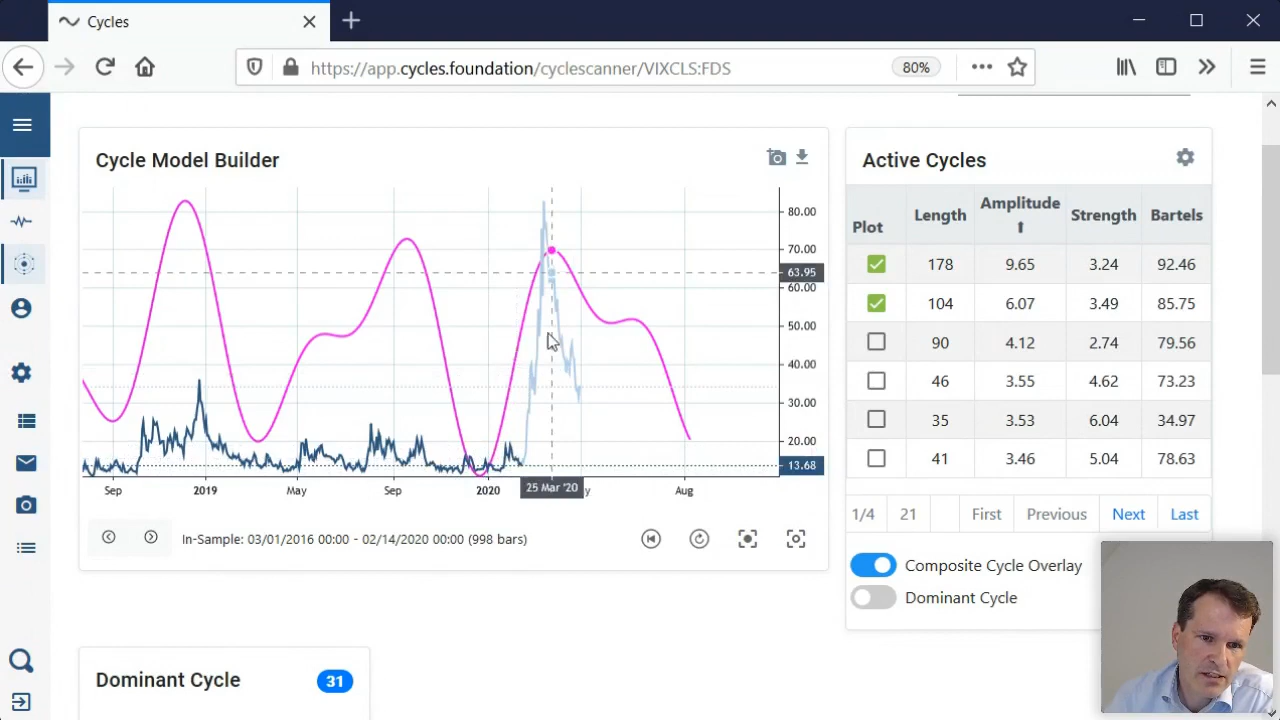 Cycles
https://app.cycles.foundation/cyclescanner/VIXCLS:FDS
80%
Cycle Model Builder
80.00
70.00
63.95
60.00
50.00
40.00
30.00
20.00
13.68
Sep
2019
May
Sep
2020
25 Mar '20
y
Aug
In-Sample: 03/01/2016 00:00 - 02/14/2020 00:00 (998 bars)
Active Cycles
Plot Length Amplitude Strength Bartels
178 9.65 3.24 92.46
104 6.07 3.49 85.75
90 4.12 2.74 79.56
46 3.55 4.62 73.23
35 3.53 6.04 34.97
41 3.46 5.04 78.63
1/4 21 First Previous Next Last
Composite Cycle Overlay
Dominant Cycle
Dominant Cycle 31